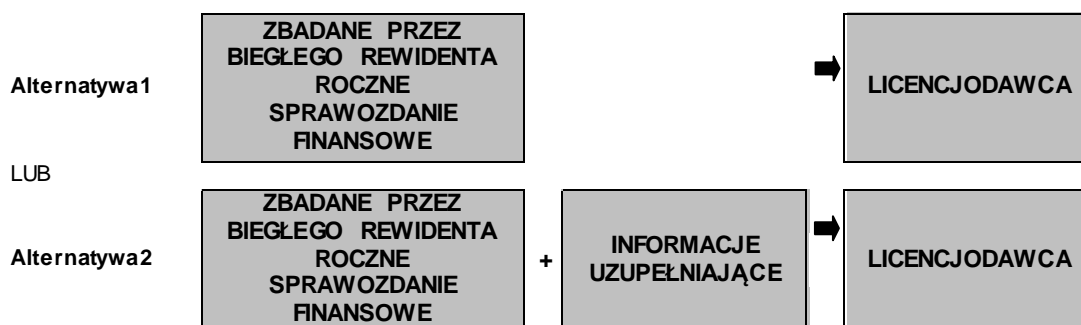 Alternatywa1
ZBADANE PRZEZ
BIEGŁEGO REWIDENTA
ROCZNE
SPRAWOZDANIE
FINANSOWE
LICENCJODAWCA
LUB
Alternatywa2
ZBADANE PRZEZ
BIEGŁEGO REWIDENTA
ROCZNE
SPRAWOZDANIE
FINANSOWE
+
INFORMACJE
UZUPEŁNIAJĄCE
LICENCJODAWCA